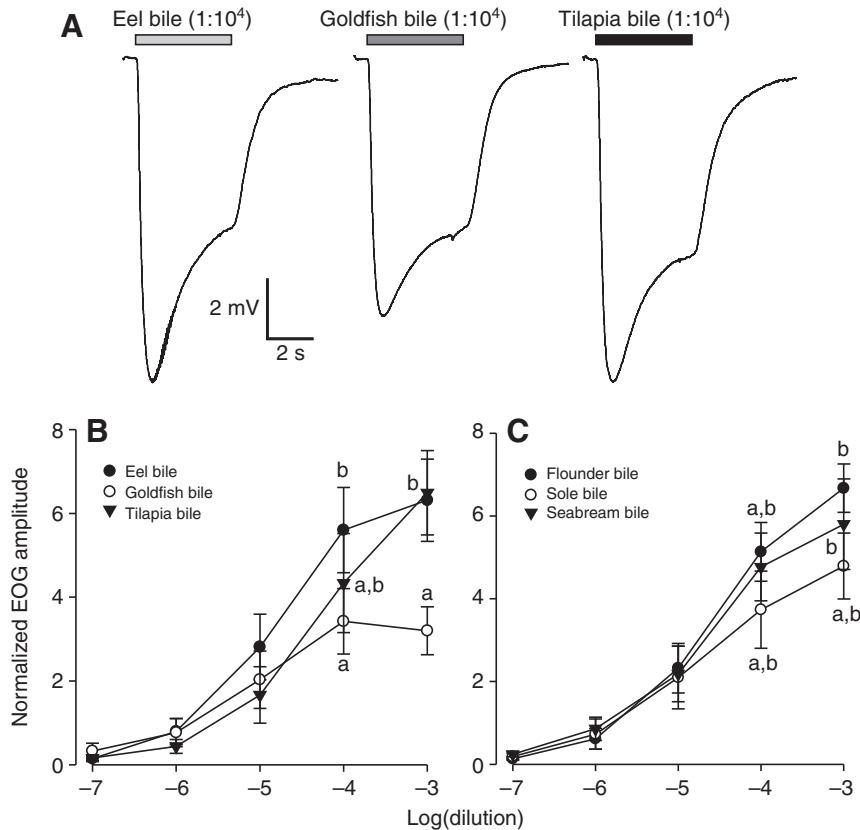 A
Eel bile (1:10⁴) Goldfish bile (1:10⁴) Tilapia bile (1:10⁴)
2 mV
2 s
B
Normalized EOG amplitude
8
6
4
2
0
Eel bile
Goldfish bile
Tilapia bile
b
b
a,b
a
a
–7 –6 –5 –4 –3
C
8
6
4
2
0
Flounder bile
Sole bile
Seabream bile
b
a,b
b
a,b
a,b
–7 –6 –5 –4 –3
Log(dilution)